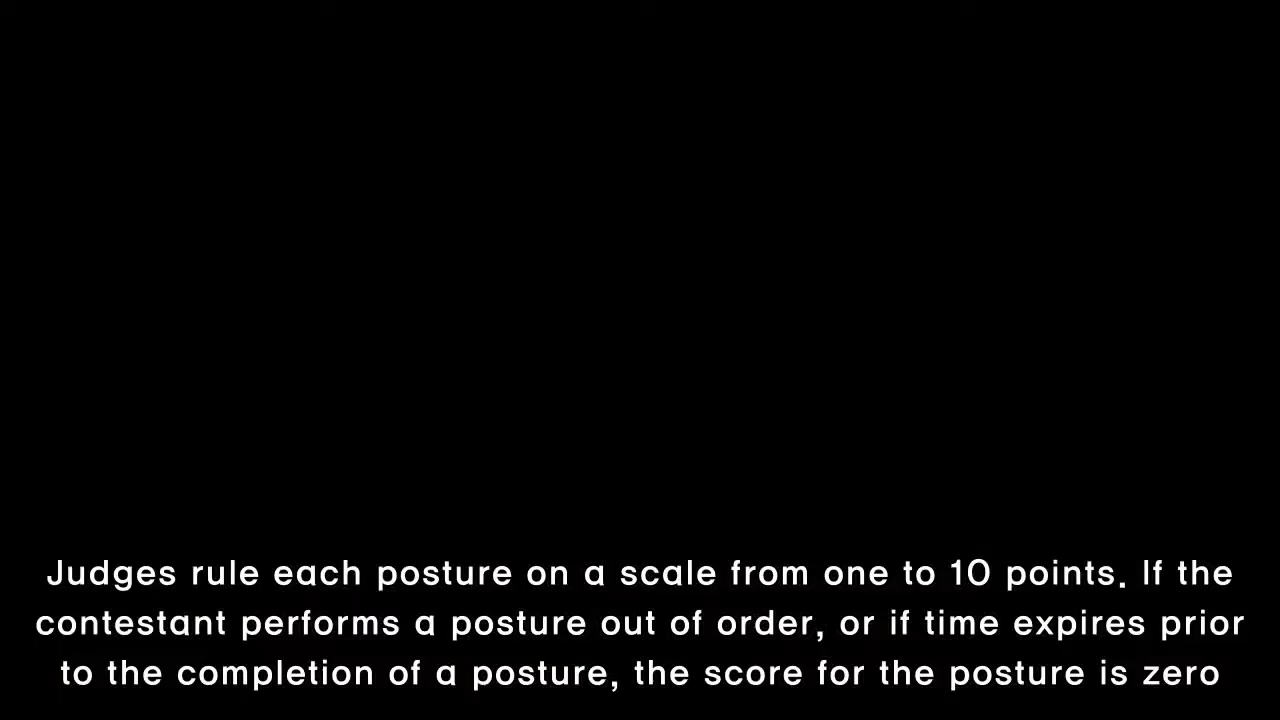 Judges rule each posture on a scale from one to 10 points. If the
contestant performs a posture out of order, or if time expires prior
to the completion of a posture, the score for the posture is zero